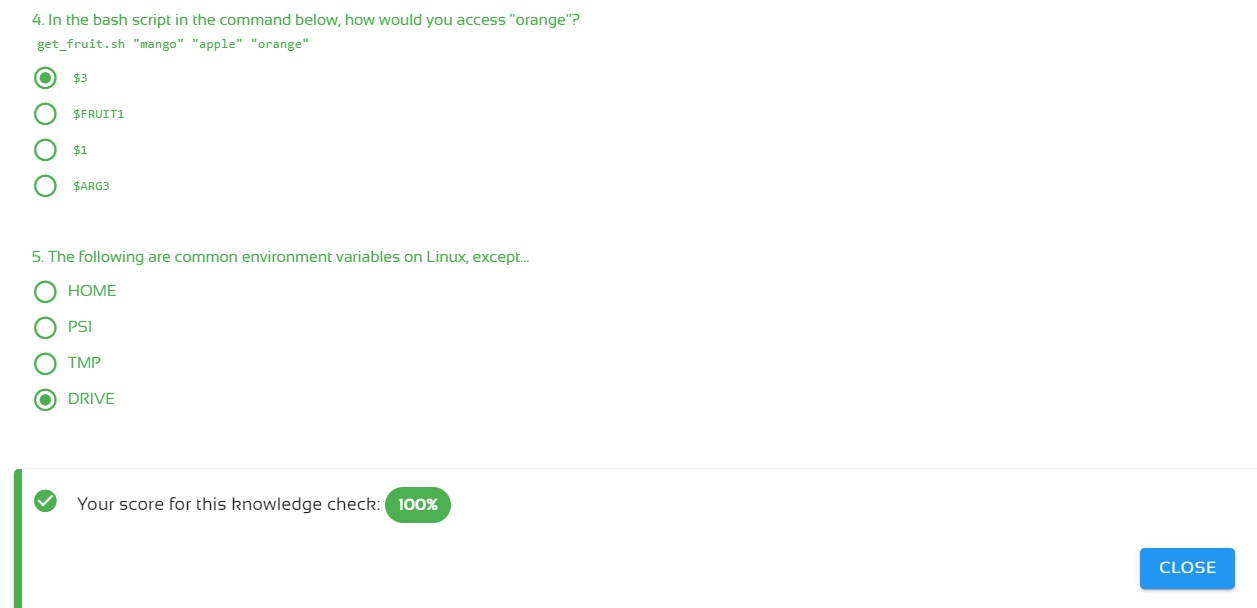 4. In the bash script in the command below, how would you access "orange"?
get_fruit.sh "mango" "apple" "orange"
$3
$FRUIT1
$1
$ARG3
5. The following are common environment variables on Linux, except...
HOME
PS1
TMP
DRIVE
Your score for this knowledge check: 100%
CLOSE